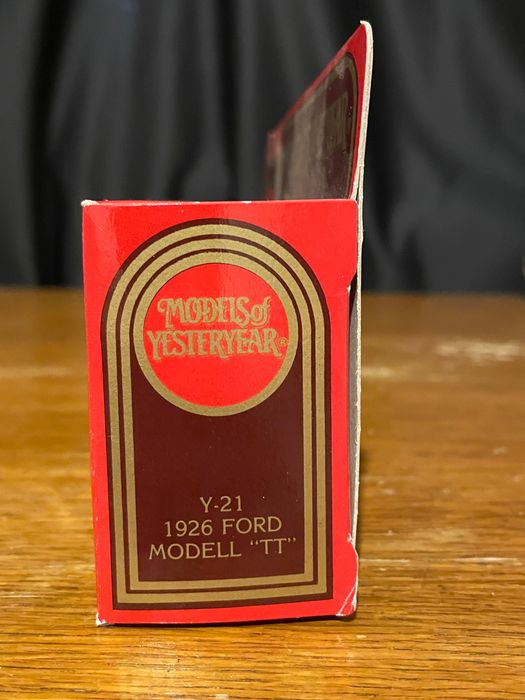 MODELS of
YESTERYEAR®
Y-21
1926 FORD
MODELL "TT"